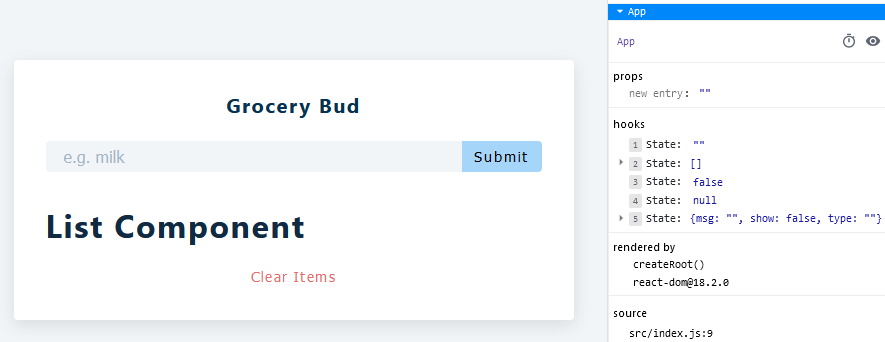 Grocery Bud
e.g. milk
Submit
List Component
Clear Items
App
App
props
new entry: ""
hooks
1 State: ""
2 State: []
3 State: false
4 State: null
5 State: {msg: "", show: false, type: ""}
rendered by
createRoot()
react-dom@18.2.0
source
src/index.js:9